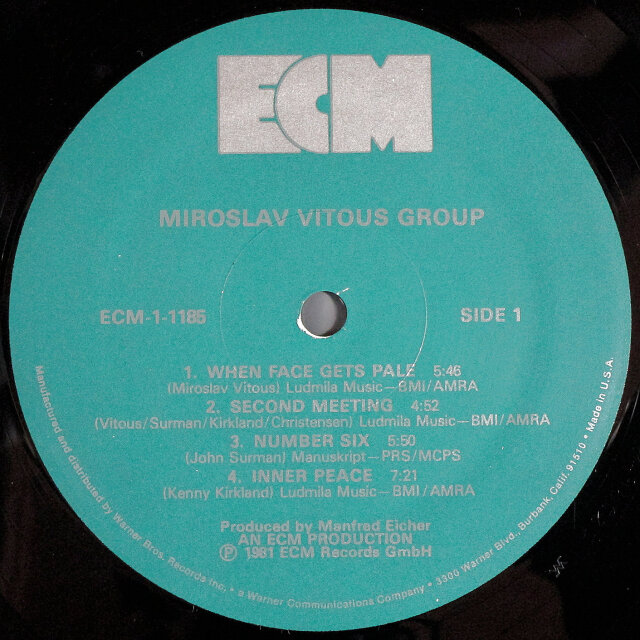 ECM
MIROSLAV VITOUS GROUP
ECM-1-1185
SIDE 1
1. WHEN FACE GETS PALE 5:46
(Miroslav Vitous) Ludmila Music—BMI/AMRA
2. SECOND MEETING 4:52
(Vitous/Surman/Kirkland/Christensen) Ludmila Music—BMI/AMRA
3. NUMBER SIX 5:50
(John Surman) Manuskript—PRS/MCPS
4. INNER PEACE 7:21
(Kenny Kirkland) Ludmila Music—BMI/AMRA
Produced by Manfred Eicher
AN ECM PRODUCTION
Ⓟ 1981 ECM Records GmbH
Manufactured and distributed by Warner Bros. Records Inc. • a Warner Communications Company • 3300 Warner Blvd., Burbank, Calif. 91510 • Made in U.S.A.